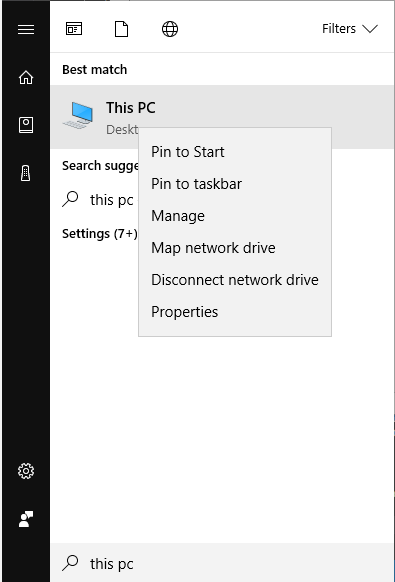 Filters
Best match
This PC
Deskt
Pin to Start
Search sugge
Pin to taskbar
this pc
Manage
Settings (7+)
Map network drive
Disconnect network drive
Properties
this pc